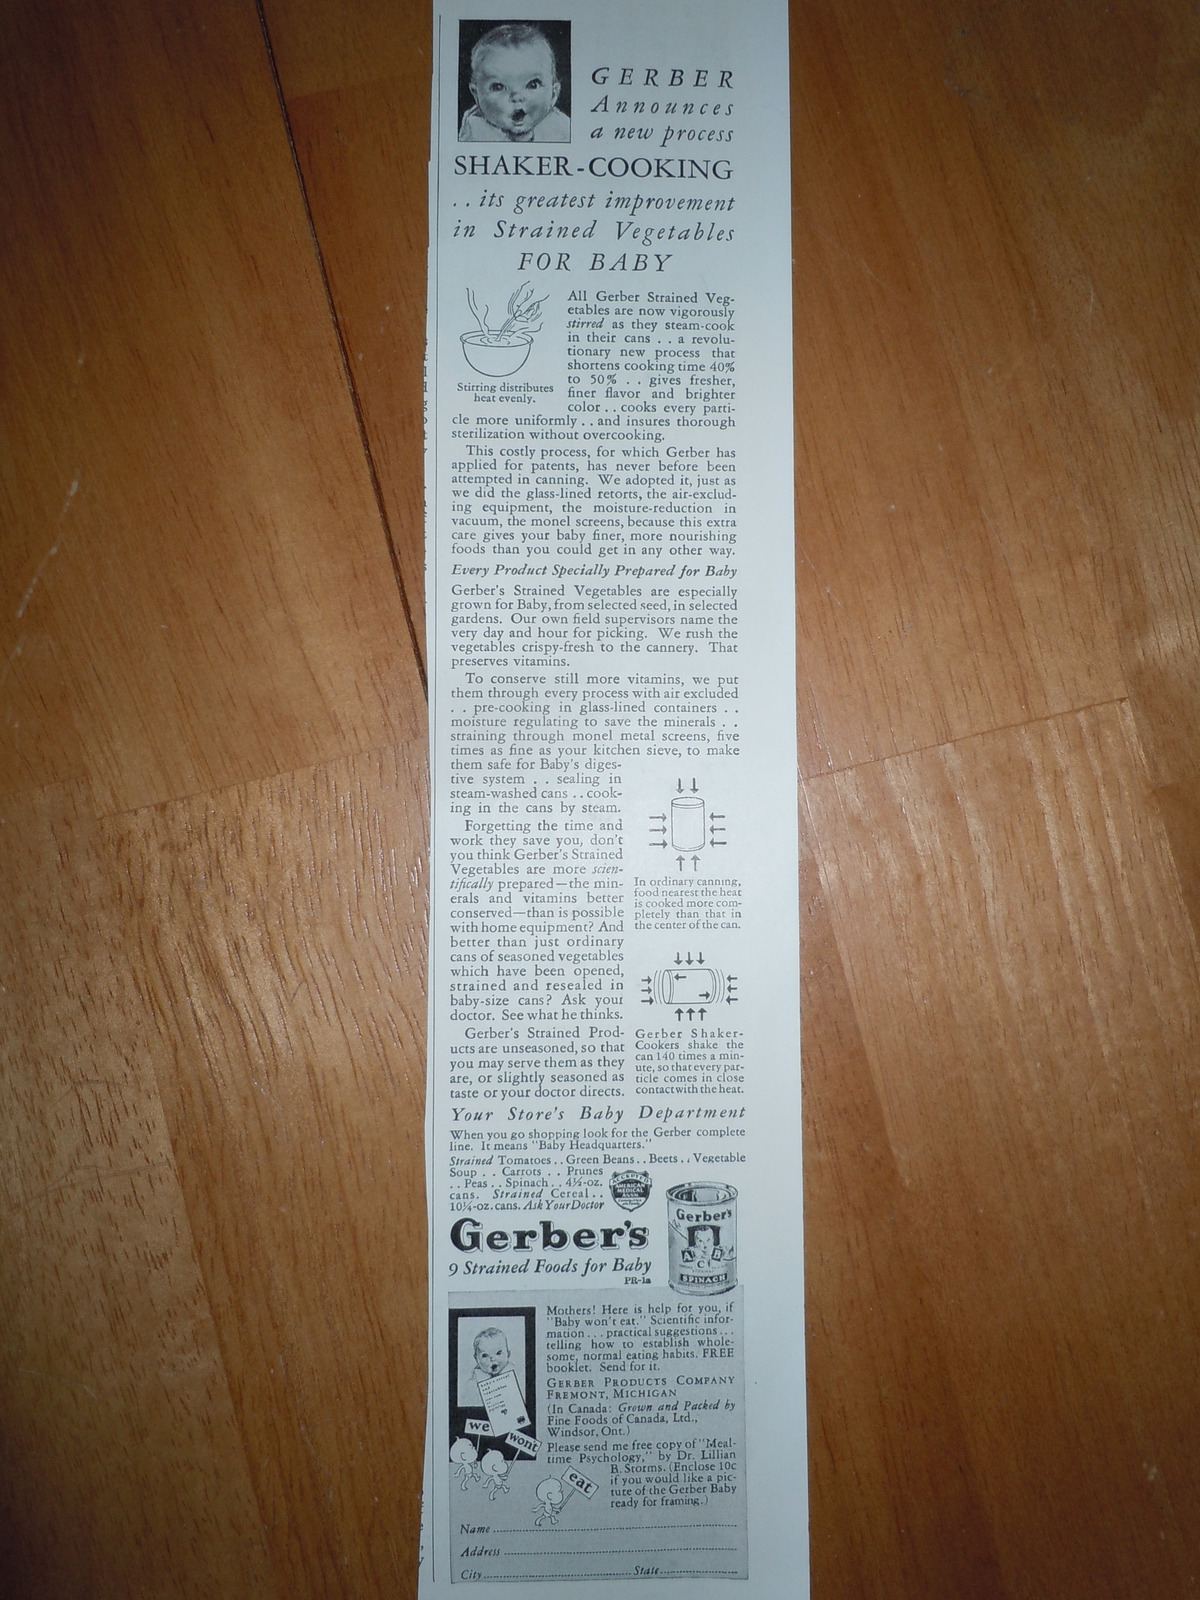 GERBER
Announces
a new process
SHAKER-COOKING
. . its greatest improvement
in Strained Vegetables
FOR BABY
Stirring distributes
heat evenly.
All Gerber Strained Veg-
etables are now vigorously
stirred as they steam-cook
in their cans . . a revolu-
tionary new process that
shortens cooking time 40%
to 50% . . gives fresher,
finer flavor and brighter
color . . cooks every parti-
cle more uniformly . . and insures thorough
sterilization without overcooking.
This costly process, for which Gerber has
applied for patents, has never before been
attempted in canning. We adopted it, just as
we did the glass-lined retorts, the air-exclud-
ing equipment, the moisture-reduction in
vacuum, the monel screens, because this extra
care gives your baby finer, more nourishing
foods than you could get in any other way.
Every Product Specially Prepared for Baby
Gerber's Strained Vegetables are especially
grown for Baby, from selected seed, in selected
gardens. Our own field supervisors name the
very day and hour for picking. We rush the
vegetables crispy-fresh to the cannery. That
preserves vitamins.
To conserve still more vitamins, we put
them through every process with air excluded
. . pre-cooking in glass-lined containers . .
moisture regulating to save the minerals . .
straining through monel metal screens, five
times as fine as your kitchen sieve, to make
them safe for Baby's diges-
tive system . . sealing in
steam-washed cans . . cook-
ing in the cans by steam.
Forgetting the time and
work they save you, don't
you think Gerber's Strained
Vegetables are more scien-
tifically prepared—the min-
erals and vitamins better
conserved—than is possible
with home equipment? And
better than just ordinary
cans of seasoned vegetables
which have been opened,
strained and resealed in
baby-size cans? Ask your
doctor. See what he thinks.
Gerber's Strained Prod-
ucts are unseasoned, so that
you may serve them as they
are, or slightly seasoned as
taste or your doctor directs.
In ordinary canning,
food nearest the heat
is cooked more com-
pletely than that in
the center of the can.
Gerber Shaker-
Cookers shake the
can 140 times a min-
ute, so that every par-
ticle comes in close
contact with the heat.
Your Store's Baby Department
When you go shopping look for the Gerber complete
line. It means "Baby Headquarters."
Strained Tomatoes . . Green Beans . . Beets . . Vegetable
Soup . . Carrots . . Prunes
. . Peas . . Spinach . . 4½-oz.
cans. Strained Cereal . .
10¼-oz. cans. Ask Your Doctor
ACCEPTED
AMERICAN
MEDICAL
ASSN.
Gerber's
9 Strained Foods for Baby
PR-1a
Gerber's
A B
C
SPINACH
Mothers! Here is help for you, if
"Baby won't eat." Scientific infor-
mation . . . practical suggestions . . .
telling how to establish whole-
some, normal eating habits. FREE
booklet. Send for it.
GERBER PRODUCTS COMPANY
FREMONT, MICHIGAN
(In Canada: Grown and Packed by
Fine Foods of Canada, Ltd.,
Windsor, Ont.)
Please send me free copy of "Meal-
time Psychology," by Dr. Lillian
B. Storms. (Enclose 10c
if you would like a pic-
ture of the Gerber Baby
ready for framing.)
we
won't
eat
Name
Address
City State